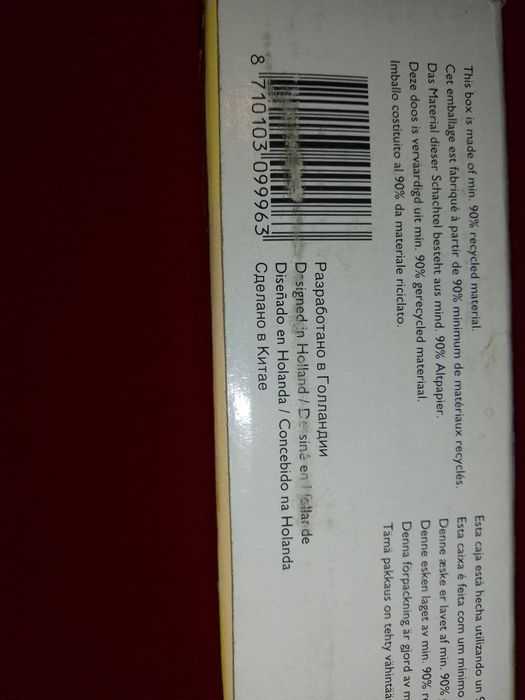 This box is made of min. 90% recycled material.
Cet emballage est fabriqué à partir de 90% minimum de matériaux recyclés.
Das Material dieser Schachtel besteht aus mind. 90% Altpapier.
Deze doos is vervaardigd uit min. 90% gerecycled materiaal.
Imballo costituito al 90% da materiale riciclato.
Esta caja está hecha utilizando un
Esta caixa é feita com um mínimo
Denne æske er lavet af min. 90%
Denne esken laget av min. 90%
Denna förpackning är gjord av
Tämä pakkaus on tehty
8 710103 099963
Разработано в Голландии
Designed in Holland / Dessiné en Hollande
Diseñado en Holanda / Concebido na Holanda
Сделано в Китае